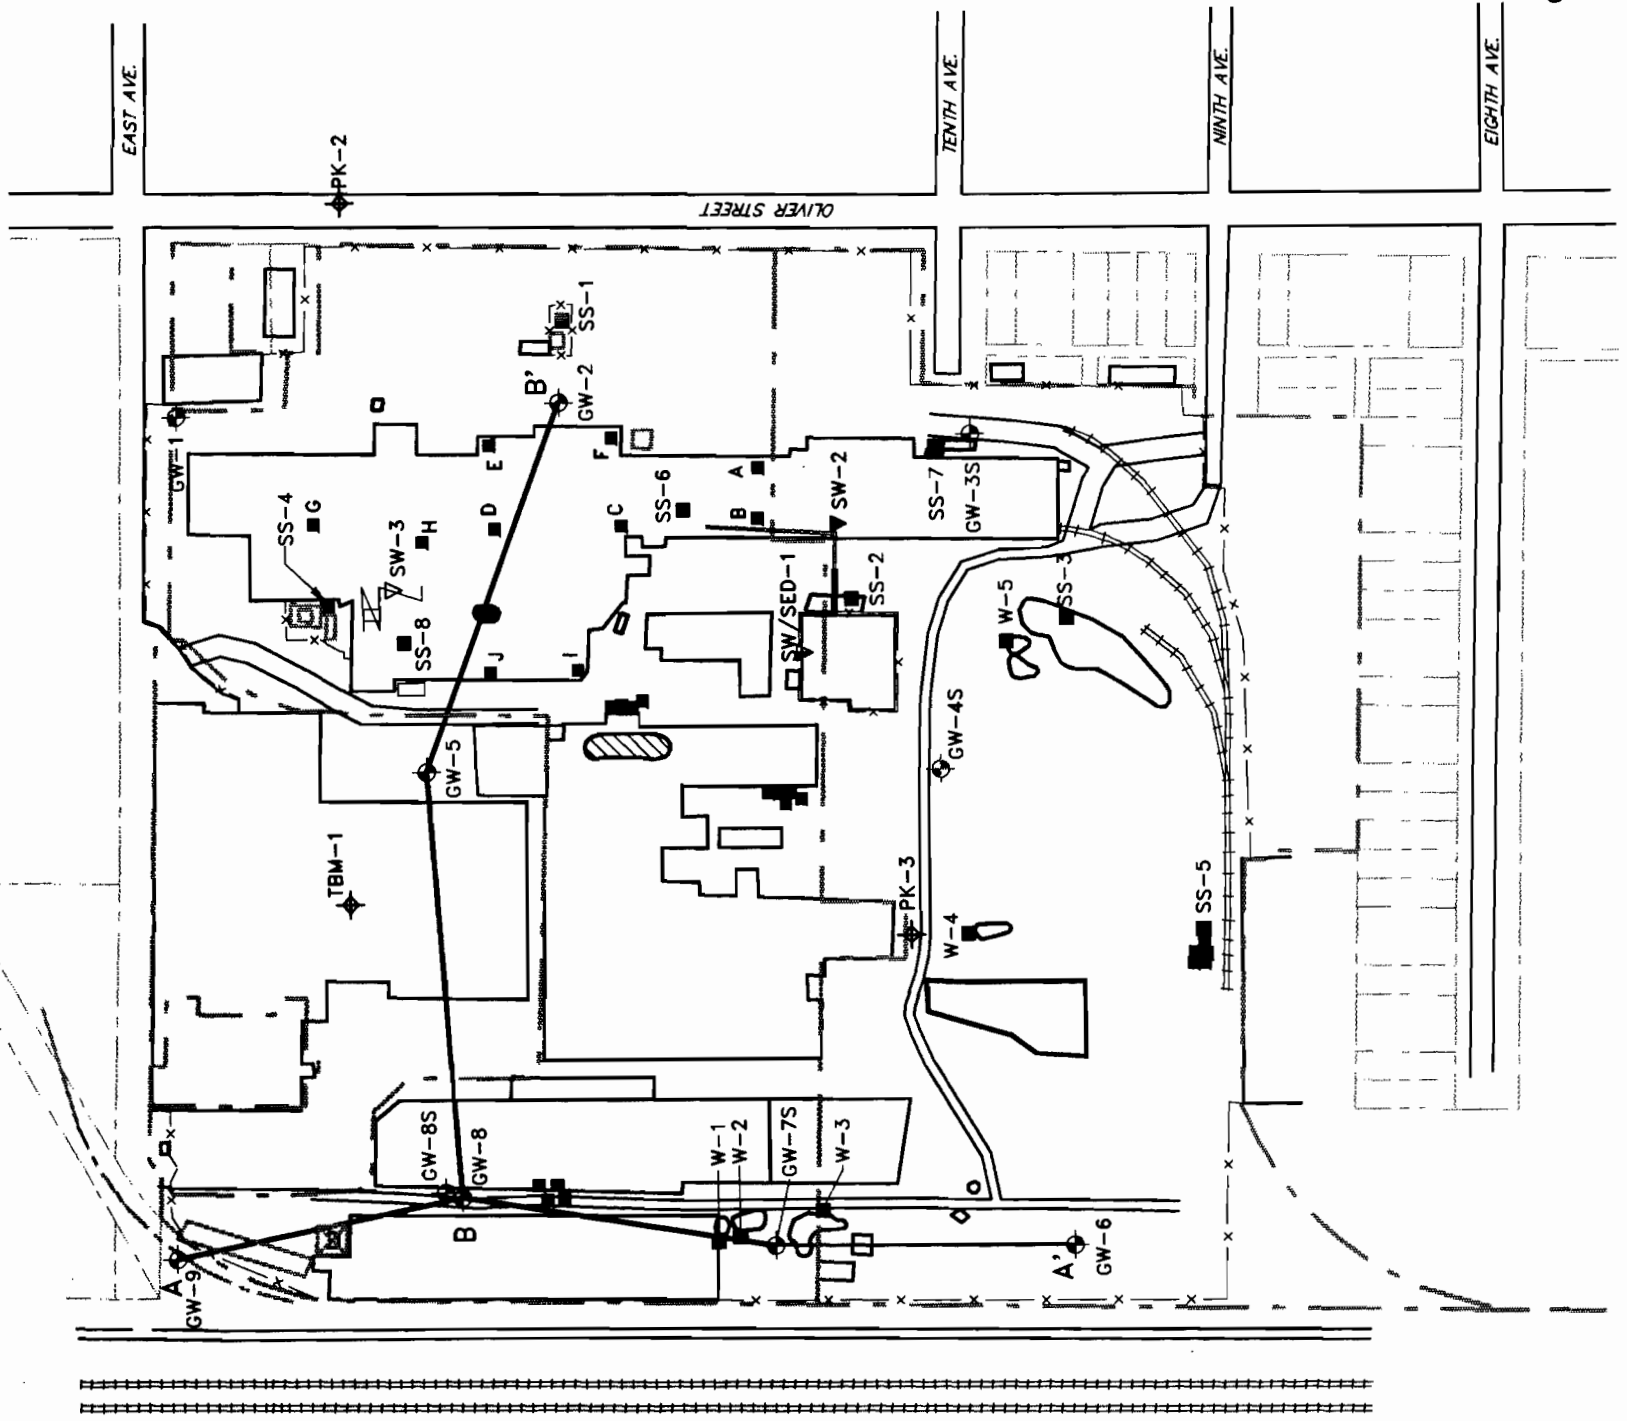 EAST AVE.
TENTH AVE.
NINTH AVE.
EIGHTH AVE.
PK-2
OLIVER STREET
SS-1
B'
GW-2
GW-1
E
F
A
SS-4
G
D
C
SS-6
B
SW-2
SS-7
GW-3S
SW-3
H
SS-2
SW/SED-1
W-5
SS-3
SS-8
J
I
GW-5
GW-4S
TBM-1
PK-3
W-4
SS-5
GW-8S
GW-8
W-1
W-2
GW-7S
W-3
B
A
GW-9
A'
GW-6